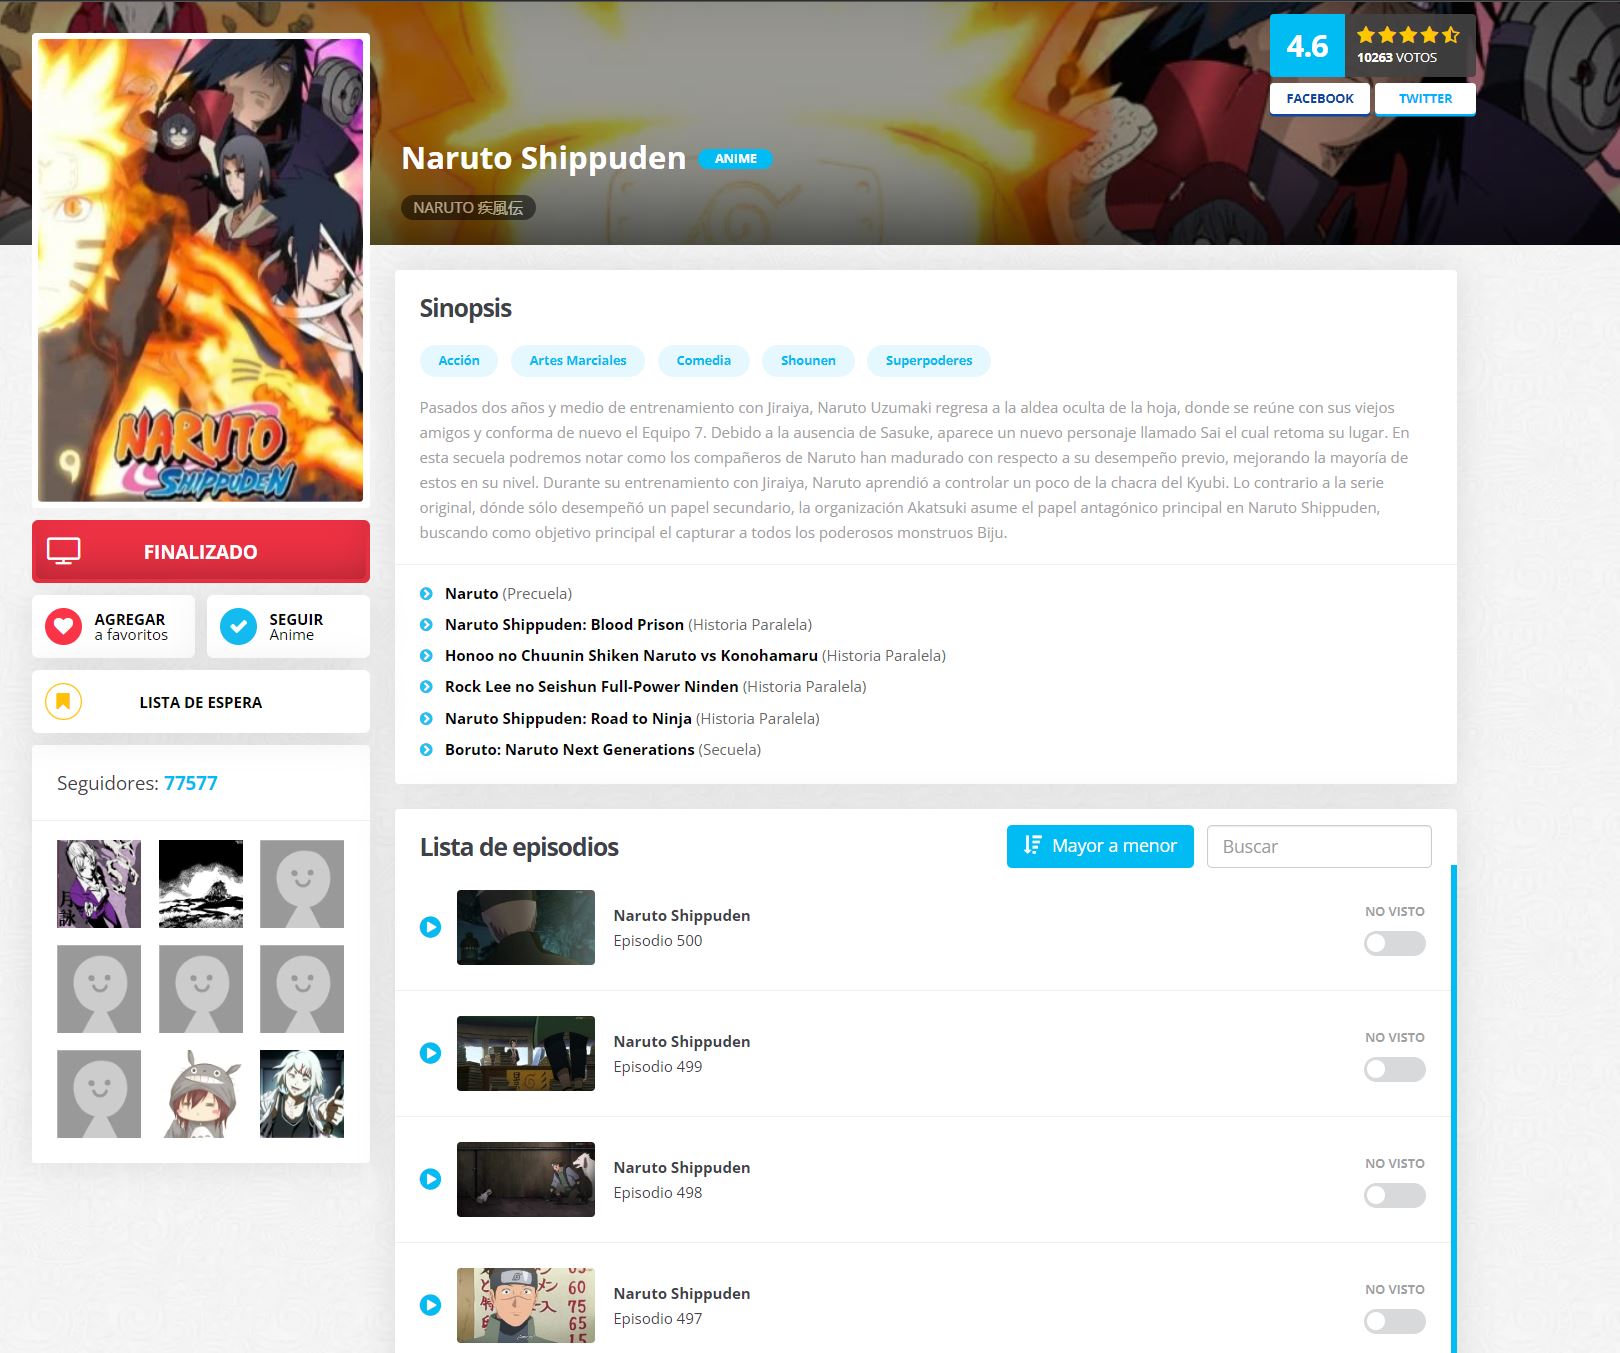 4.6
10263 VOTOS
FACEBOOK
TWITTER
Naruto Shippuden
ANIME
NARUTO 疾風伝
9
NARUTO
SHIPPUDEN
FINALIZADO
AGREGAR
a favoritos
SEGUIR
Anime
LISTA DE ESPERA
Seguidores: 77577
月詠
Sinopsis
Acción
Artes Marciales
Comedia
Shounen
Superpoderes
Pasados dos años y medio de entrenamiento con Jiraiya, Naruto Uzumaki regresa a la aldea oculta de la hoja, donde se reúne con sus viejos
amigos y conforma de nuevo el Equipo 7. Debido a la ausencia de Sasuke, aparece un nuevo personaje llamado Sai el cual retoma su lugar. En
esta secuela podremos notar como los compañeros de Naruto han madurado con respecto a su desempeño previo, mejorando la mayoría de
estos en su nivel. Durante su entrenamiento con Jiraiya, Naruto aprendió a controlar un poco de la chacra del Kyubi. Lo contrario a la serie
original, dónde sólo desempeñó un papel secundario, la organización Akatsuki asume el papel antagónico principal en Naruto Shippuden,
buscando como objetivo principal el capturar a todos los poderosos monstruos Biju.
Naruto (Precuela)
Naruto Shippuden: Blood Prison (Historia Paralela)
Honoo no Chuunin Shiken Naruto vs Konohamaru (Historia Paralela)
Rock Lee no Seishun Full-Power Ninden (Historia Paralela)
Naruto Shippuden: Road to Ninja (Historia Paralela)
Boruto: Naruto Next Generations (Secuela)
Lista de episodios
Mayor a menor
Buscar
Naruto Shippuden
Episodio 500
NO VISTO
Naruto Shippuden
Episodio 499
NO VISTO
Naruto Shippuden
Episodio 498
NO VISTO
Naruto Shippuden
Episodio 497
NO VISTO
60
75
65